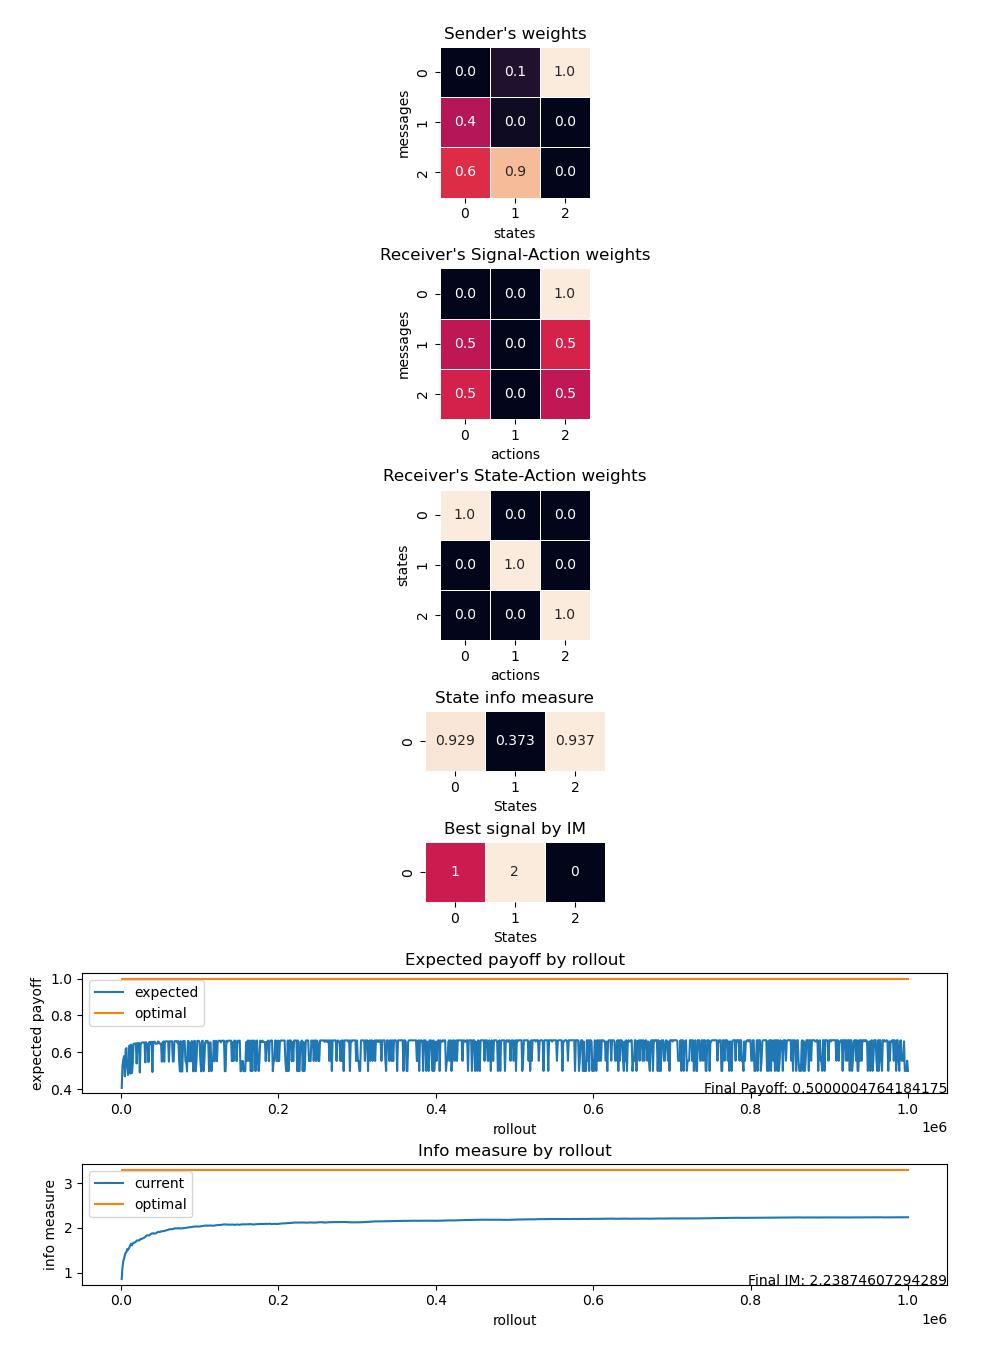 Sender's weights
0 0.0 0.1 1.0
messages
1 0.4 0.0 0.0
2 0.6 0.9 0.0
0 1 2
states
Receiver's Signal-Action weights
0 0.0 0.0 1.0
messages
1 0.5 0.0 0.5
2 0.5 0.0 0.5
0 1 2
actions
Receiver's State-Action weights
0 1.0 0.0 0.0
states
1 0.0 1.0 0.0
2 0.0 0.0 1.0
0 1 2
actions
State info measure
0 0.929 0.373 0.937
0 1 2
States
Best signal by IM
0 1 2 0
0 1 2
States
Expected payoff by rollout
expected payoff
1.0
0.8
0.6
0.4
expected
optimal
Final Payoff: 0.5000004764184175
0.0 0.2 0.4 0.6 0.8 1.0
1e6
rollout
Info measure by rollout
info measure
3
2
1
current
optimal
Final IM: 2.23874607294289
0.0 0.2 0.4 0.6 0.8 1.0
1e6
rollout